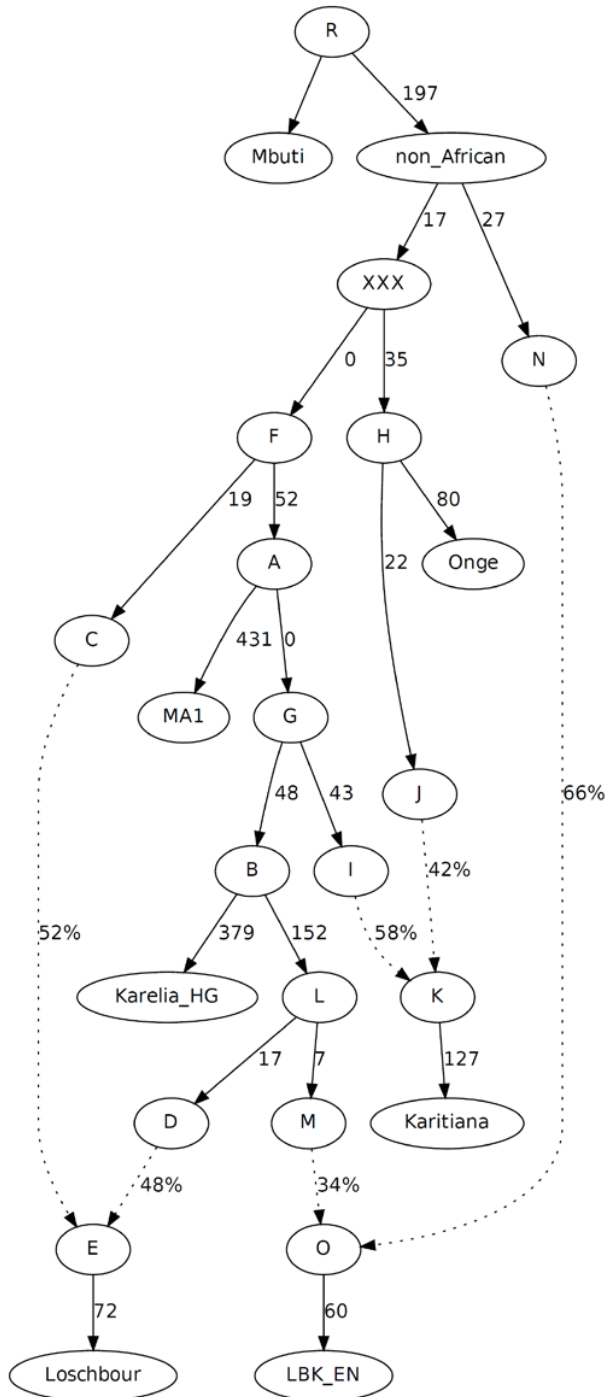 R
197
Mbuti
non_African
17
27
XXX
N
0
35
F
H
19
52
80
A
Onge
22
C
431
0
MA1
G
48
43
J
66%
B
I
42%
52%
379
152
58%
Karelia_HG
L
K
17
7
127
D
M
Karitiana
48%
34%
E
O
72
60
Loschbour
LBK_EN